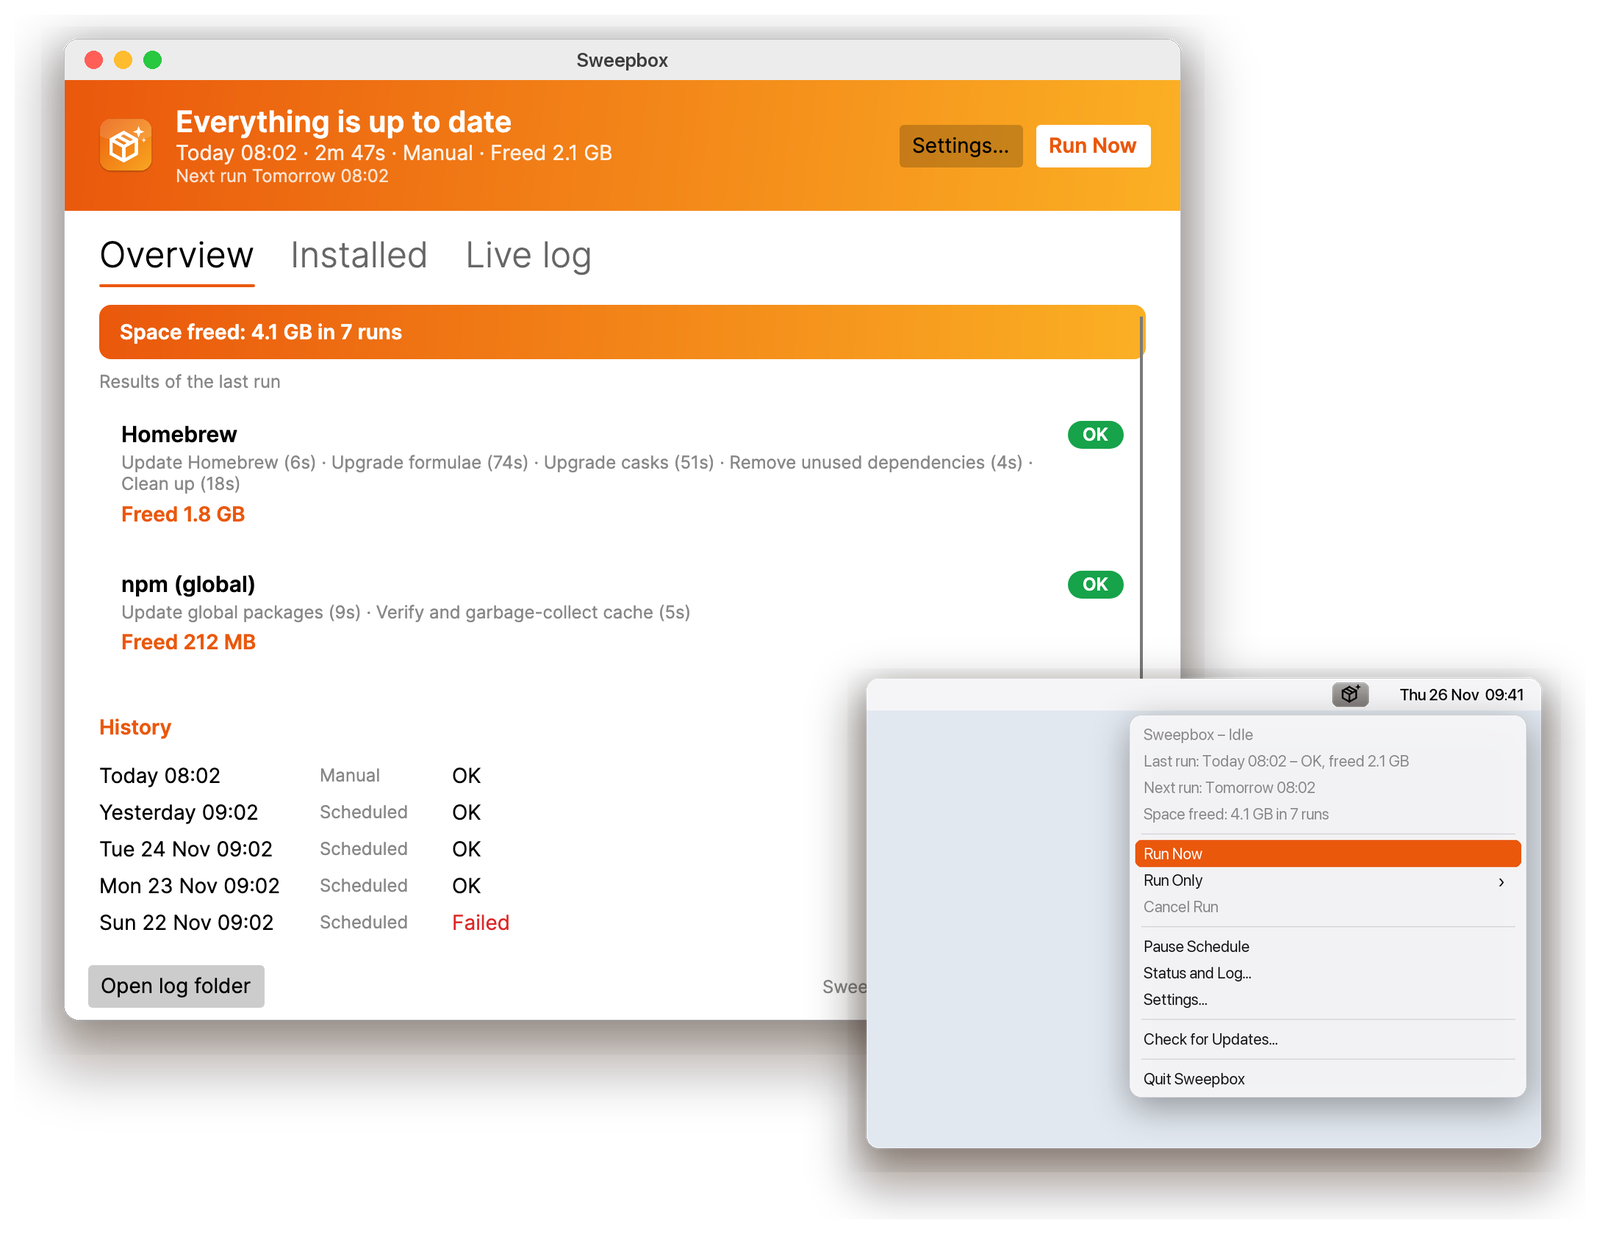 Sweepbox
Everything is up to date
Today 08:02 · 2m 47s · Manual · Freed 2.1 GB
Next run Tomorrow 08:02
Settings...
Run Now
Overview
Installed
Live log
Space freed: 4.1 GB in 7 runs
Results of the last run
Homebrew
OK
Update Homebrew (6s) · Upgrade formulae (74s) · Upgrade casks (51s) · Remove unused dependencies (4s) ·
Clean up (18s)
Freed 1.8 GB
npm (global)
OK
Update global packages (9s) · Verify and garbage-collect cache (5s)
Freed 212 MB
History
Today 08:02 Manual OK
Yesterday 09:02 Scheduled OK
Tue 24 Nov 09:02 Scheduled OK
Mon 23 Nov 09:02 Scheduled OK
Sun 22 Nov 09:02 Scheduled Failed
Open log folder
Swee
Thu 26 Nov 09:41
Sweepbox – Idle
Last run: Today 08:02 – OK, freed 2.1 GB
Next run: Tomorrow 08:02
Space freed: 4.1 GB in 7 runs
Run Now
Run Only
Cancel Run
Pause Schedule
Status and Log...
Settings...
Check for Updates...
Quit Sweepbox